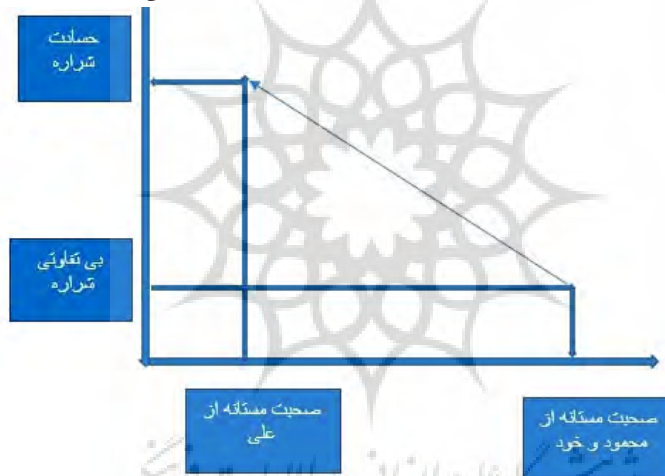 حسادت
شراره
بی تفاوتی
شراره
صحبت مستانه از
علی
صحبت مستانه از
محمود و خود